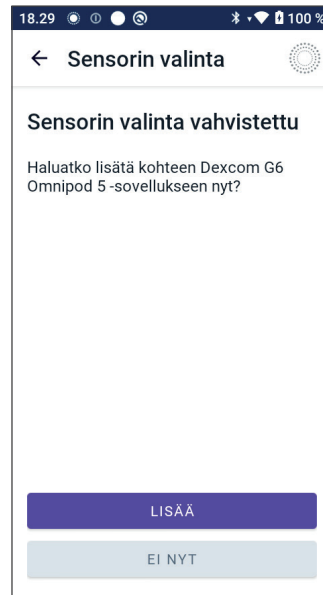 18.29 100 %
Sensorin valinta
Sensorin valinta vahvistettu
Haluatko lisätä kohteen Dexcom G6
Omnipod 5 -sovellukseen nyt?
LISÄÄ
EI NYT